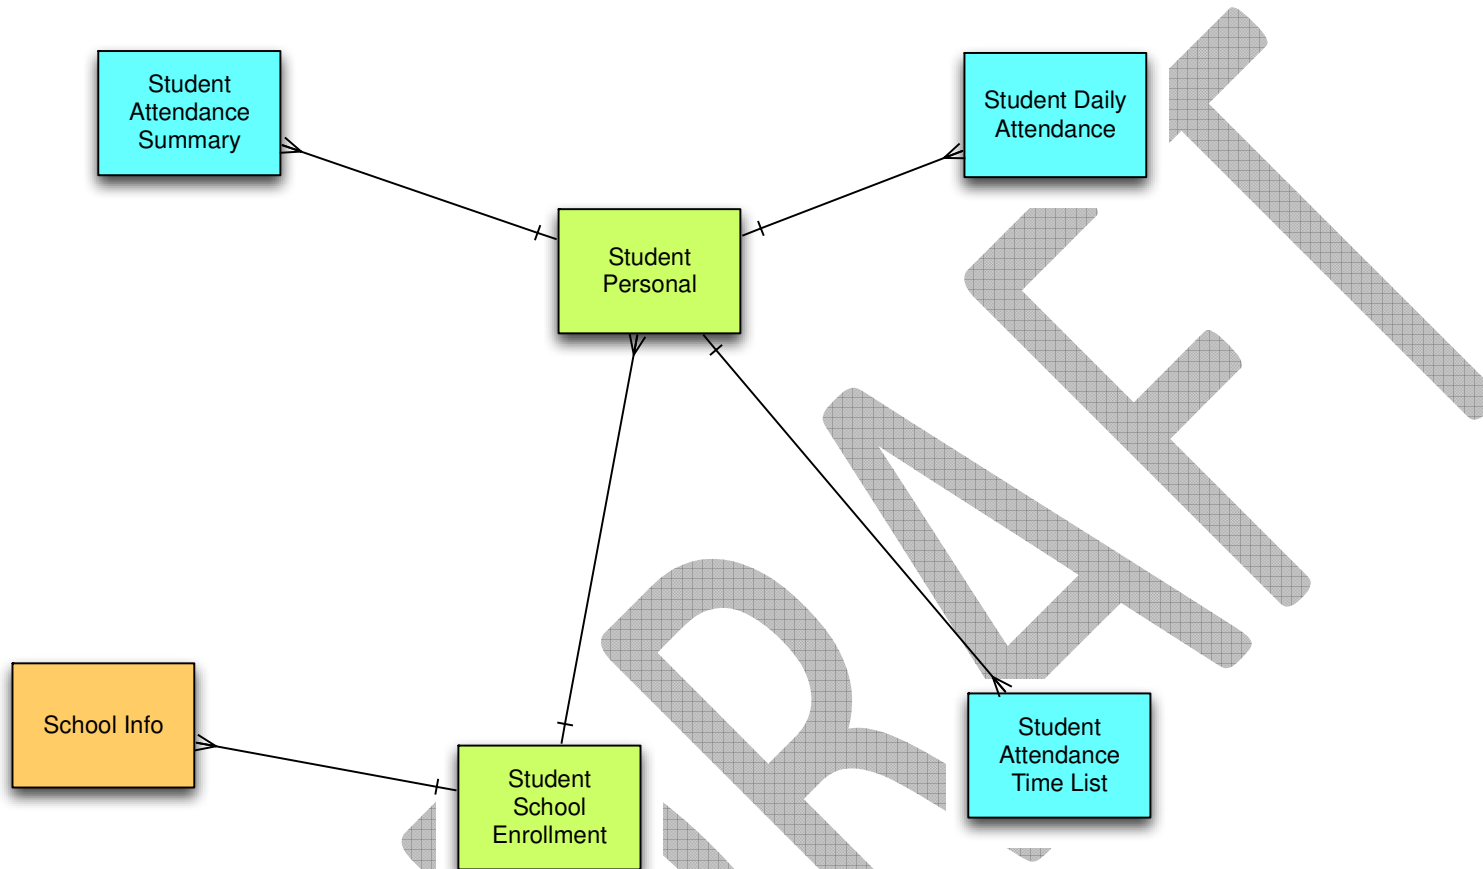 Student
Attendance
Summary
Student Daily
Attendance
Student
Personal
School Info
Student
School
Enrollment
Student
Attendance
Time List
DRAFT